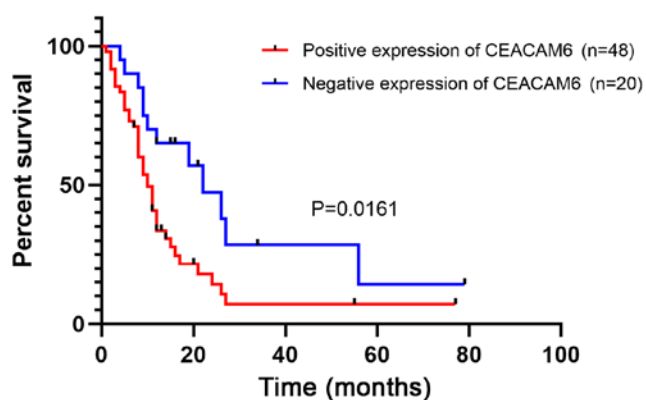 Positive expression of CEACAM6 (n=48)
Negative expression of CEACAM6 (n=20)
Percent survival
100
50
0
P=0.0161
0 20 40 60 80 100
Time (months)